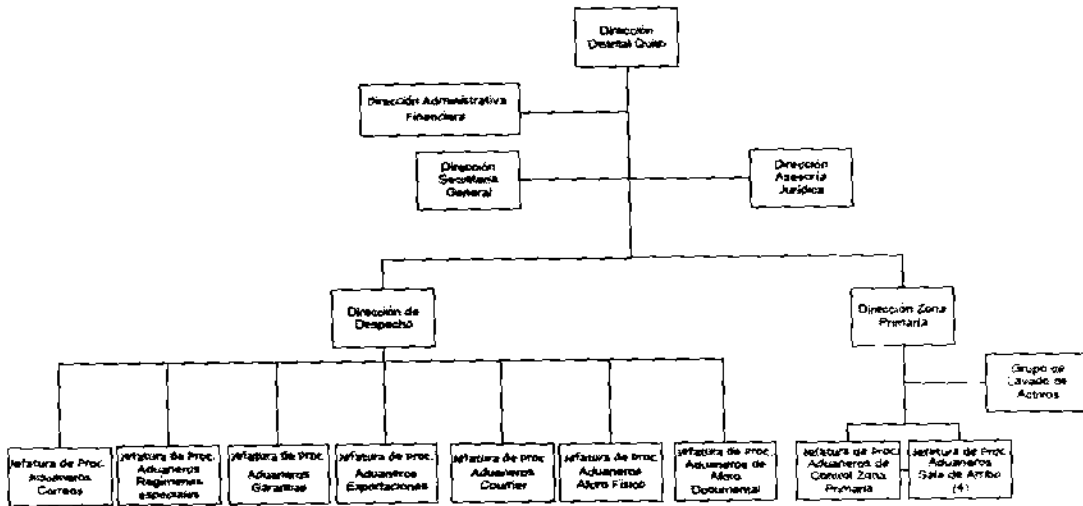 Dirección
Distrital Quito
Dirección Administrativa
Financiera
Dirección
Secretaria
General
Dirección
Asesoría
Jurídica
Dirección de
Despacho
Dirección Zona
Primaria
Grupo de
Lavado de
Activos
Jefatura de Proc.
Aduaneros
Correos
Jefatura de Proc.
Aduaneros
Regímenes
especiales
Jefatura de Proc.
Aduaneros
Garantías
Jefatura de Proc.
Aduaneros
Exportaciones
Jefatura de Proc.
Aduaneros
Courrier
Jefatura de Proc.
Aduaneros
Aforo Físico
Jefatura de Proc.
Aduaneros de
Aforo
Documental
Jefatura de Proc.
Aduaneros de
Control Zona
Primaria
Jefatura de Proc.
Aduaneros
Sala de Arribo
(4)